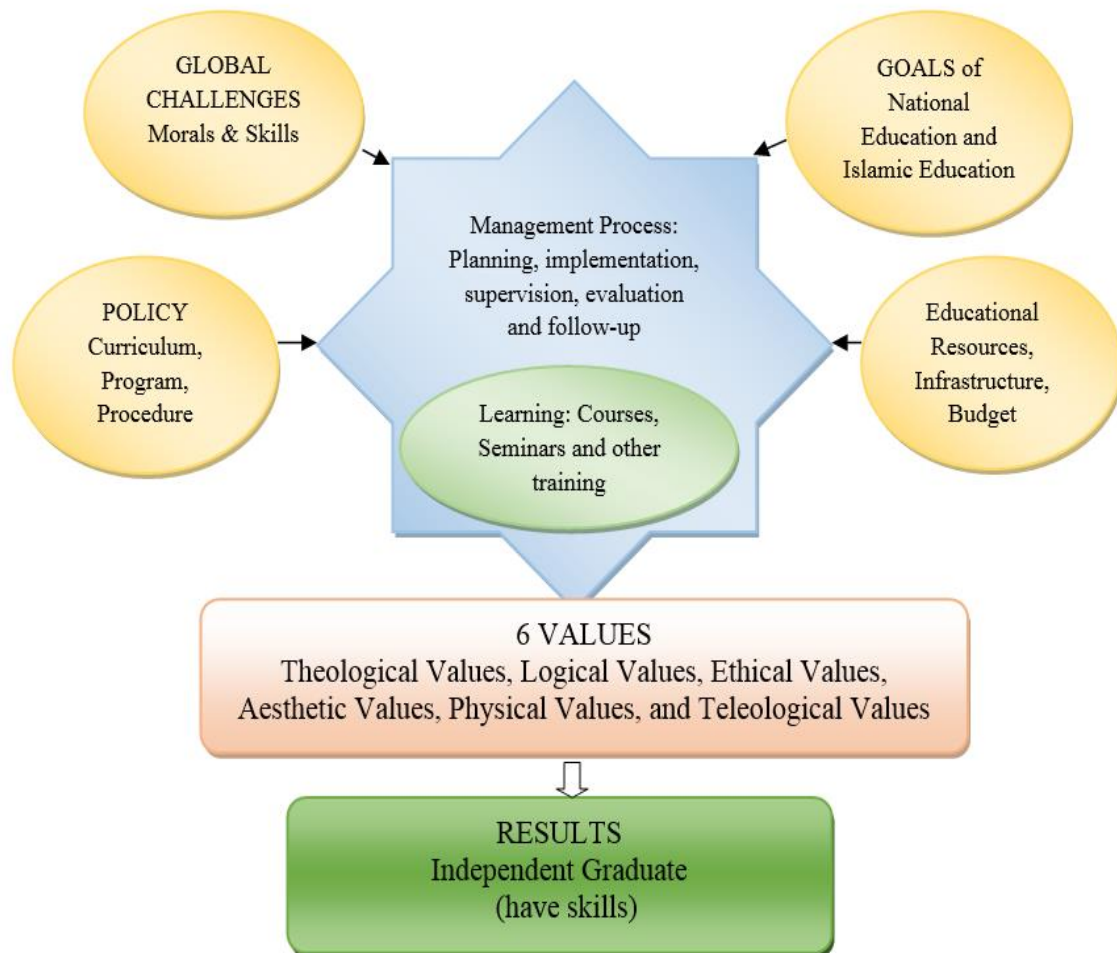 GLOBAL
CHALLENGES
Morals & Skills
GOALS of
National
Education and
Islamic Education
Management Process:
Planning, implementation,
supervision, evaluation
and follow-up
POLICY
Curriculum,
Program,
Procedure
Educational
Resources,
Infrastructure,
Budget
Learning: Courses,
Seminars and other
training
6 VALUES
Theological Values, Logical Values, Ethical Values,
Aesthetic Values, Physical Values, and Teleological Values
RESULTS
Independent Graduate
(have skills)